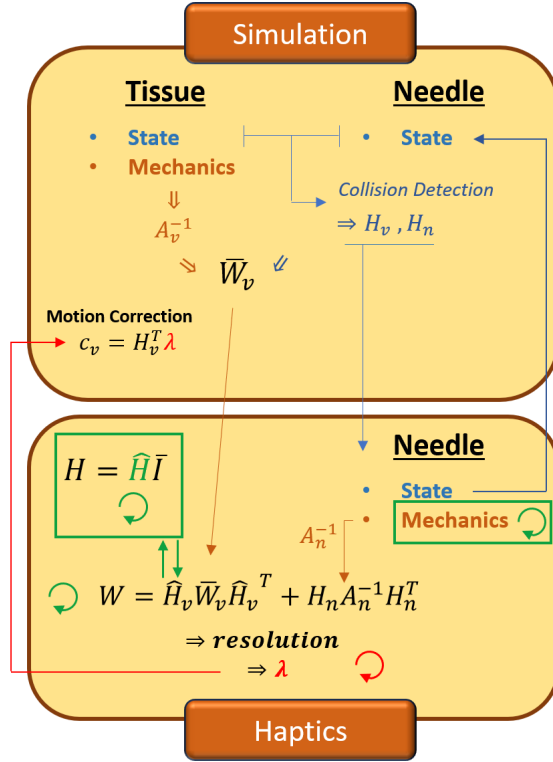 Simulation
Tissue
• State
• Mechanics
⇓
A_v^{-1}
⇘ W̄_v ⇙
Needle
• State
Collision Detection
⇒ H_v , H_n
Motion Correction
c_v = H_v^T λ
H = Ĥ Ī
Needle
• State
• Mechanics
A_n^{-1}
W = Ĥ_v W̄_v Ĥ_v^T + H_n A_n^{-1} H_n^T
⇒ resolution
⇒ λ
Haptics